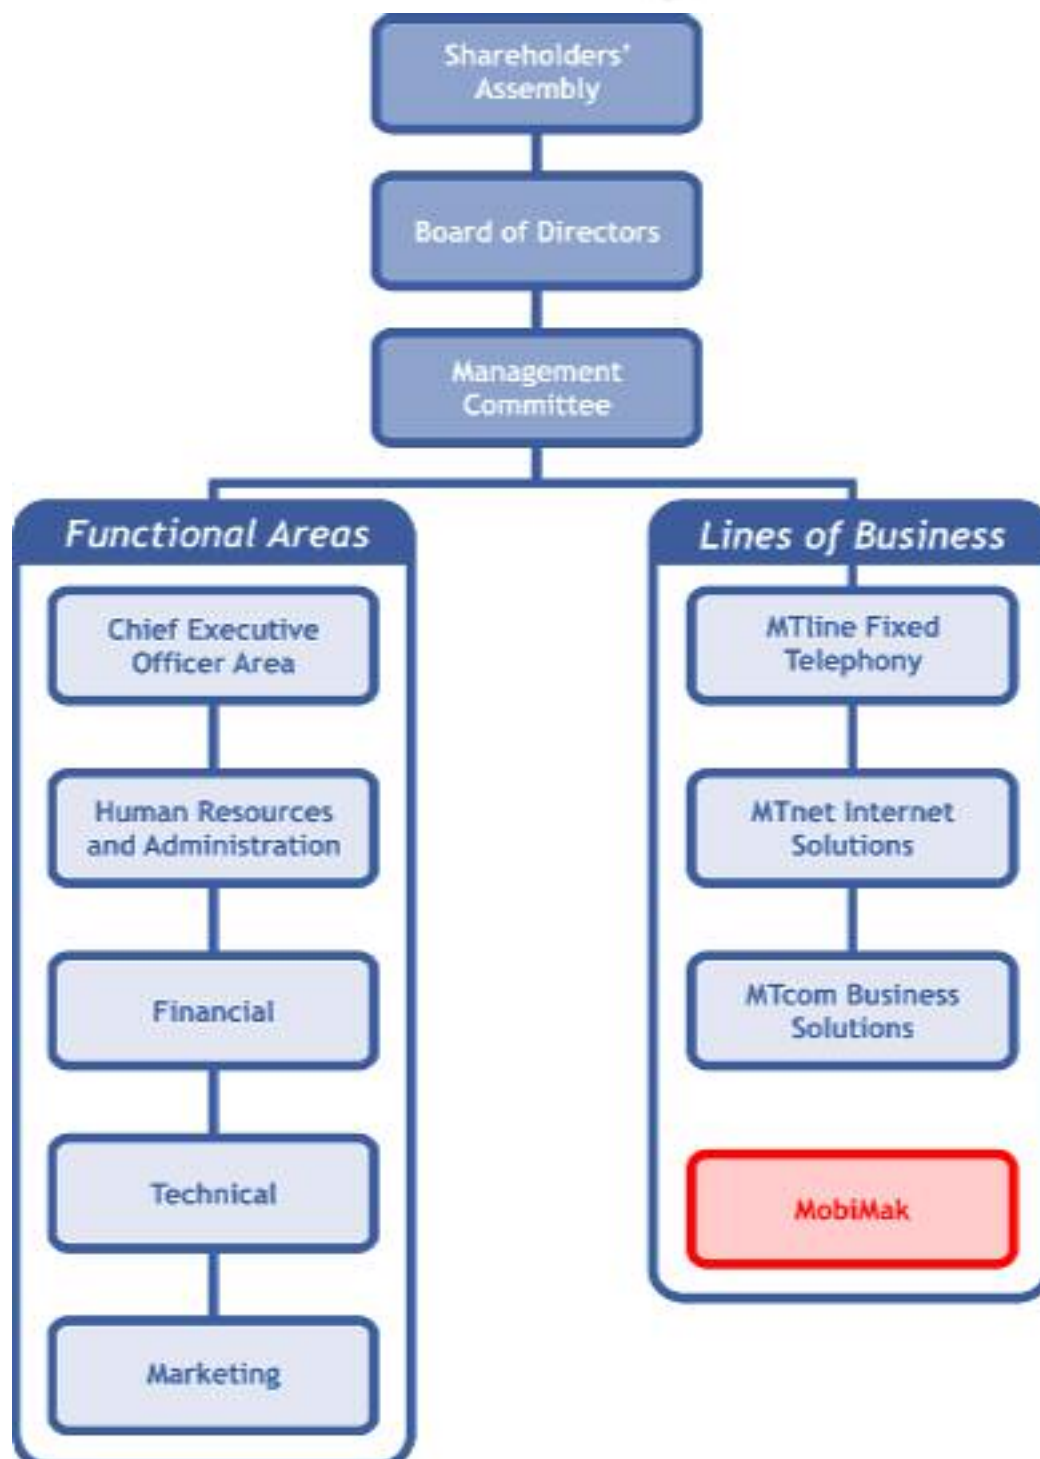 Shareholders'
Assembly
Board of Directors
Management
Committee
Functional Areas
Chief Executive
Officer Area
Human Resources
and Administration
Financial
Technical
Marketing
Lines of Business
MTline Fixed
Telephony
MTnet Internet
Solutions
MTcom Business
Solutions
MobiMak